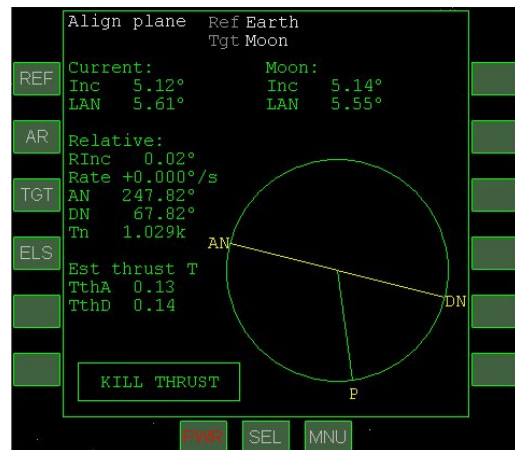 Align plane Ref Earth
Tgt Moon
REF
Current: Moon:
Inc 5.12° Inc 5.14°
LAN 5.61° LAN 5.55°
AR
Relative:
RInc 0.02°
Rate +0.000°/s
TGT
AN 247.82°
DN 67.82°
Tn 1.029k
AN
ELS
Est thrust T
TthA 0.13
TthD 0.14
DN
KILL THRUST
P
PWR SEL MNU